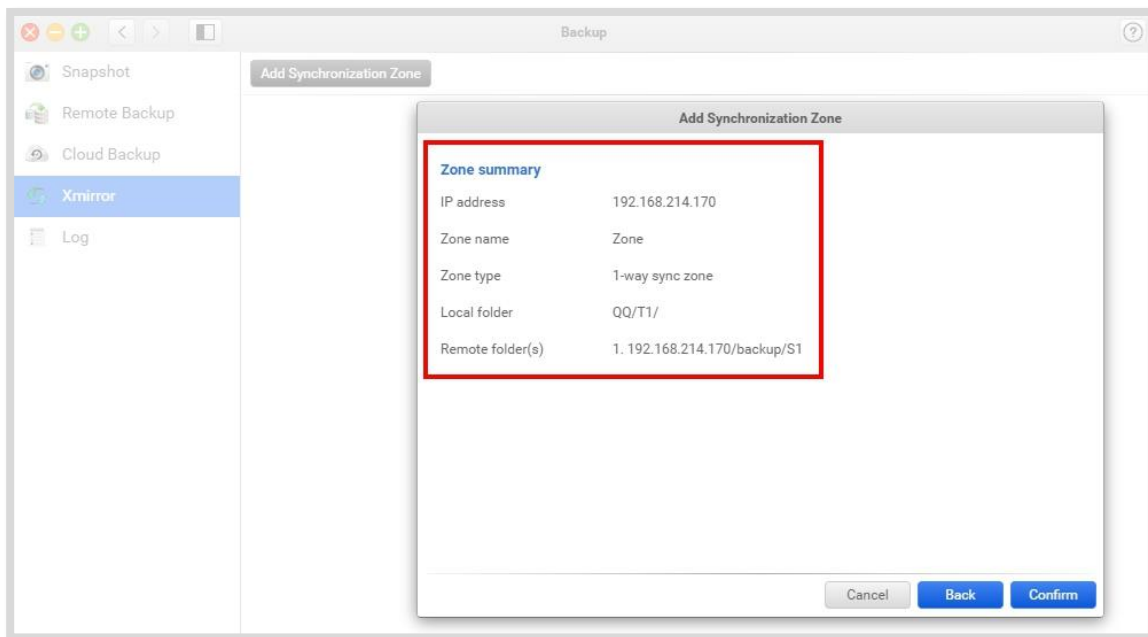 Backup
?
Snapshot
Remote Backup
Cloud Backup
Xmirror
Log
Add Synchronization Zone
Add Synchronization Zone
Zone summary
IP address 192.168.214.170
Zone name Zone
Zone type 1-way sync zone
Local folder QQ/T1/
Remote folder(s) 1. 192.168.214.170/backup/S1
Cancel Back Confirm